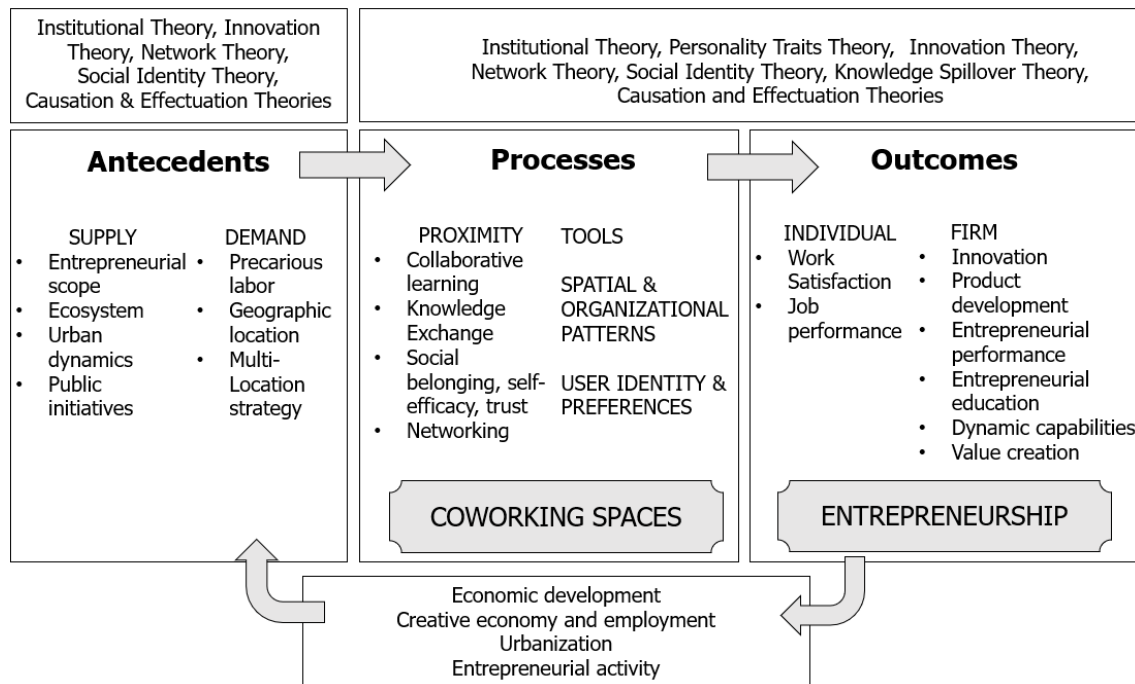 Institutional Theory, Innovation
Theory, Network Theory,
Social Identity Theory,
Causation & Effectuation Theories
Institutional Theory, Personality Traits Theory, Innovation Theory,
Network Theory, Social Identity Theory, Knowledge Spillover Theory,
Causation and Effectuation Theories
Antecedents
SUPPLY
• Entrepreneurial
scope
• Ecosystem
• Urban
dynamics
• Public
initiatives
DEMAND
• Precarious
labor
• Geographic
location
• Multi-
Location
strategy
Processes
PROXIMITY
• Collaborative
learning
• Knowledge
Exchange
• Social
belonging, self-
efficacy, trust
• Networking
TOOLS
SPATIAL &
ORGANIZATIONAL
PATTERNS
USER IDENTITY &
PREFERENCES
COWORKING SPACES
Outcomes
INDIVIDUAL
• Work
Satisfaction
• Job
performance
FIRM
• Innovation
• Product
development
• Entrepreneurial
performance
• Entrepreneurial
education
• Dynamic capabilities
• Value creation
ENTREPRENEURSHIP
Economic development
Creative economy and employment
Urbanization
Entrepreneurial activity